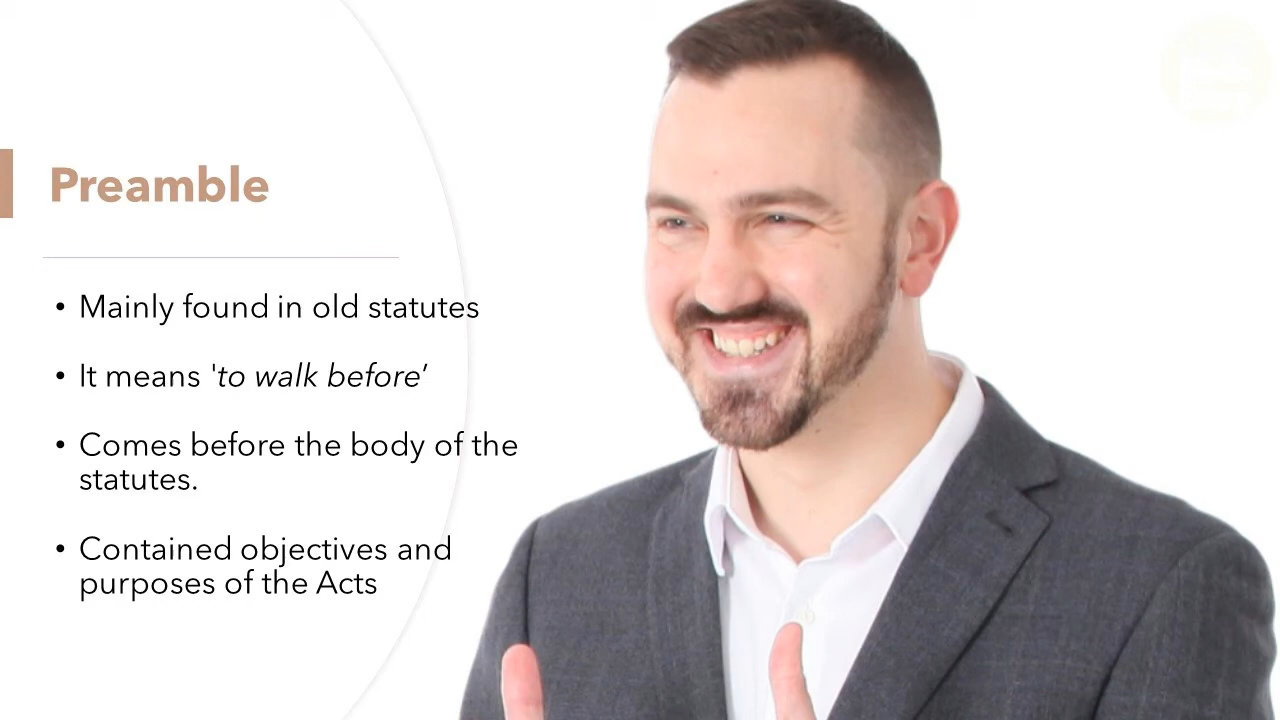 Preamble
• Mainly found in old statutes
• It means 'to walk before'
• Comes before the body of the
statutes.
• Contained objectives and
purposes of the Acts